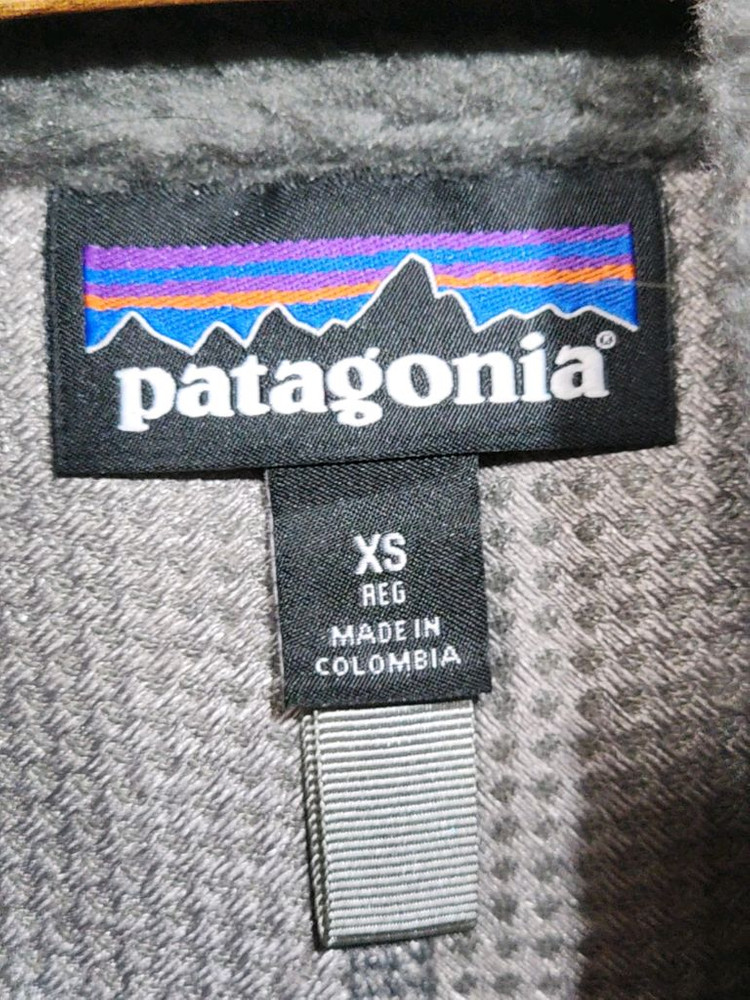 patagonia®
XS
REG
MADE IN
COLOMBIA